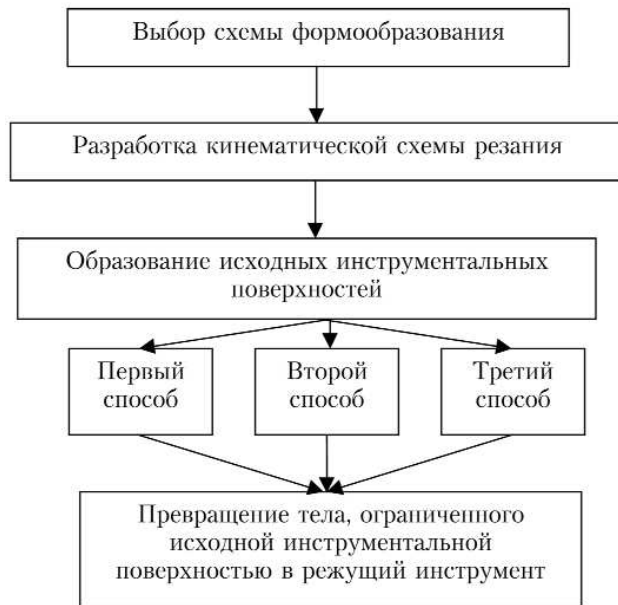 Выбор схемы формообразования
Разработка кинематической схемы резания
Образование исходных инструментальных
поверхностей
Первый
способ
Второй
способ
Третий
способ
Превращение тела, ограниченного
исходной инструментальной
поверхностью в режущий инструмент